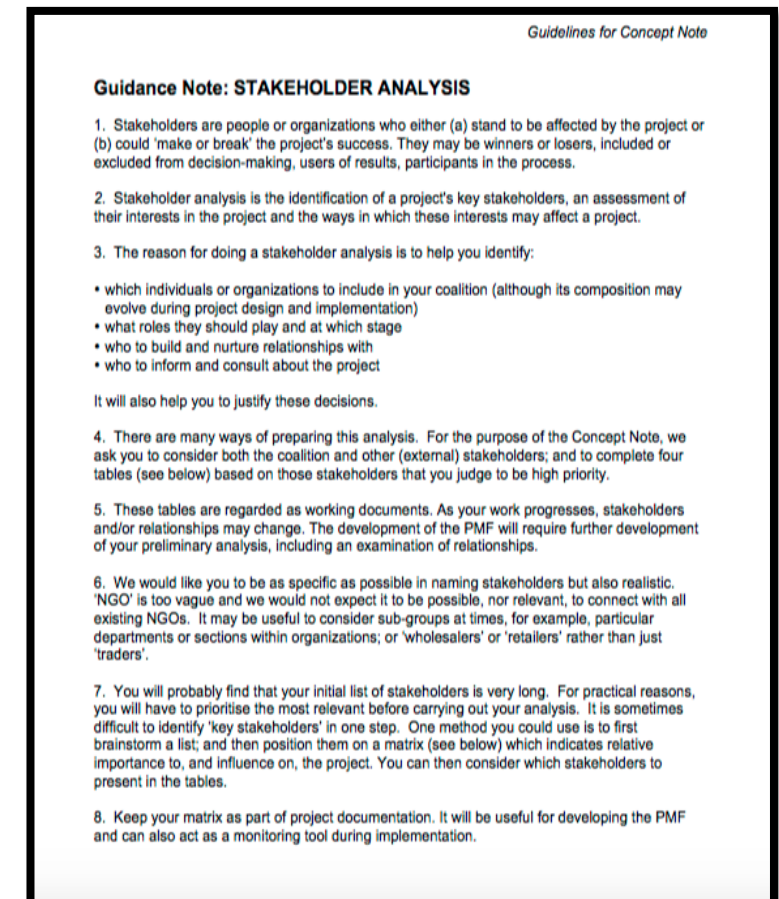 Guidelines for Concept Note
Guidance Note: STAKEHOLDER ANALYSIS
1. Stakeholders are people or organizations who either (a) stand to be affected by the project or
(b) could 'make or break' the project's success. They may be winners or losers, included or
excluded from decision-making, users of results, participants in the process.
2. Stakeholder analysis is the identification of a project's key stakeholders, an assessment of
their interests in the project and the ways in which these interests may affect a project.
3. The reason for doing a stakeholder analysis is to help you identify:
• which individuals or organizations to include in your coalition (although its composition may
evolve during project design and implementation)
• what roles they should play and at which stage
• who to build and nurture relationships with
• who to inform and consult about the project
It will also help you to justify these decisions.
4. There are many ways of preparing this analysis. For the purpose of the Concept Note, we
ask you to consider both the coalition and other (external) stakeholders; and to complete four
tables (see below) based on those stakeholders that you judge to be high priority.
5. These tables are regarded as working documents. As your work progresses, stakeholders
and/or relationships may change. The development of the PMF will require further development
of your preliminary analysis, including an examination of relationships.
6. We would like you to be as specific as possible in naming stakeholders but also realistic.
'NGO' is too vague and we would not expect it to be possible, nor relevant, to connect with all
existing NGOs. It may be useful to consider sub-groups at times, for example, particular
departments or sections within organizations; or 'wholesalers' or 'retailers' rather than just
'traders'.
7. You will probably find that your initial list of stakeholders is very long. For practical reasons,
you will have to prioritise the most relevant before carrying out your analysis. It is sometimes
difficult to identify 'key stakeholders' in one step. One method you could use is to first
brainstorm a list; and then position them on a matrix (see below) which indicates relative
importance to, and influence on, the project. You can then consider which stakeholders to
present in the tables.
8. Keep your matrix as part of project documentation. It will be useful for developing the PMF
and can also act as a monitoring tool during implementation.